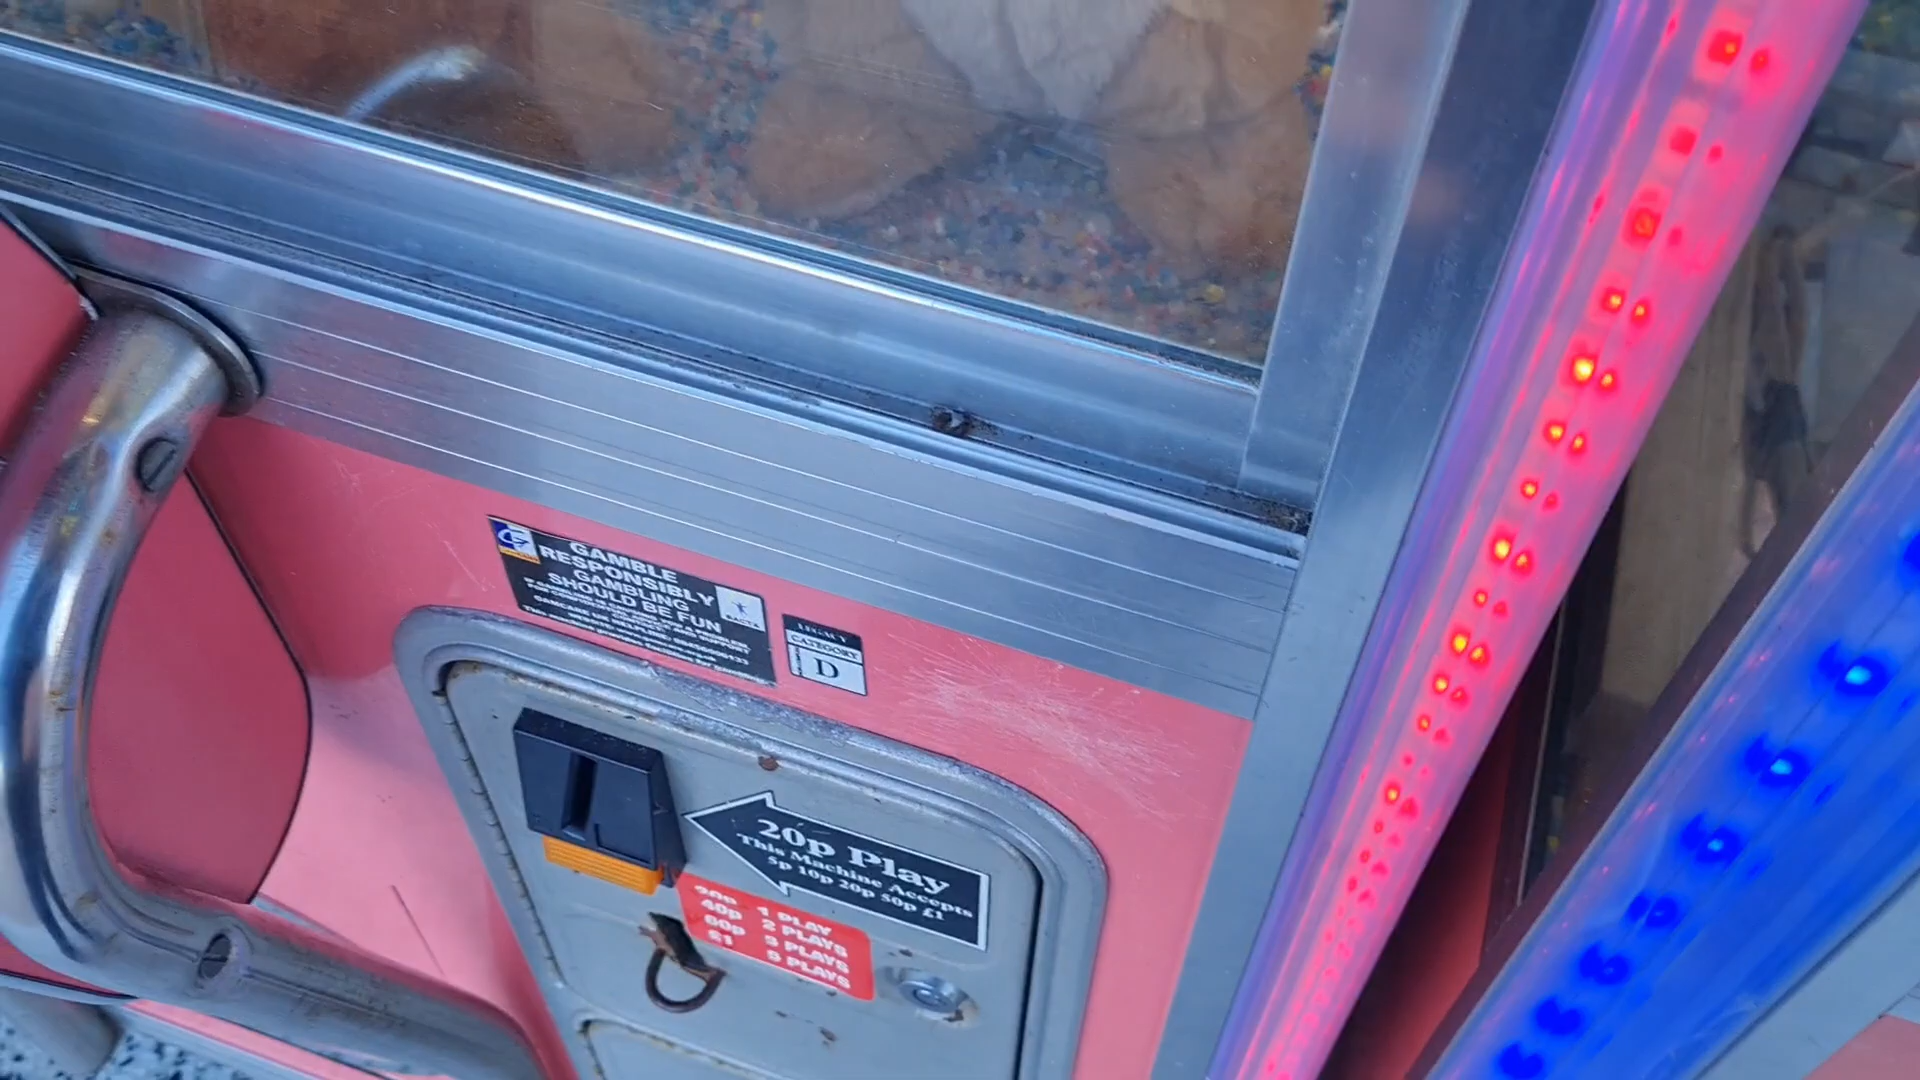 GAMBLE
RESPONSIBLY
GAMBLING
SHOULD BE FUN
BACTA
LEGACY
CATEGORY
D
20p Play
This Machine Accepts
5p 10p 20p 50p £1
20p 1 PLAY
40p 2 PLAYS
60p 3 PLAYS
£1 5 PLAYS